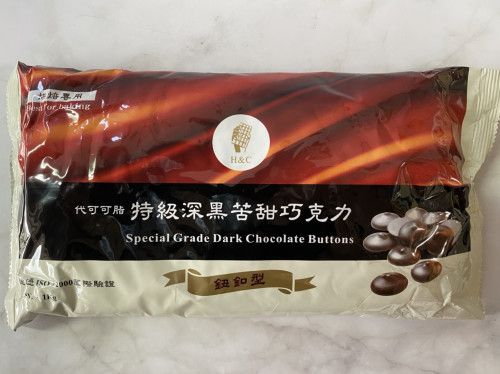 烘焙專用
Best for baking
H&C
代可可脂 特級深黑苦甜巧克力
Special Grade Dark Chocolate Buttons
鈕釦型
1kg